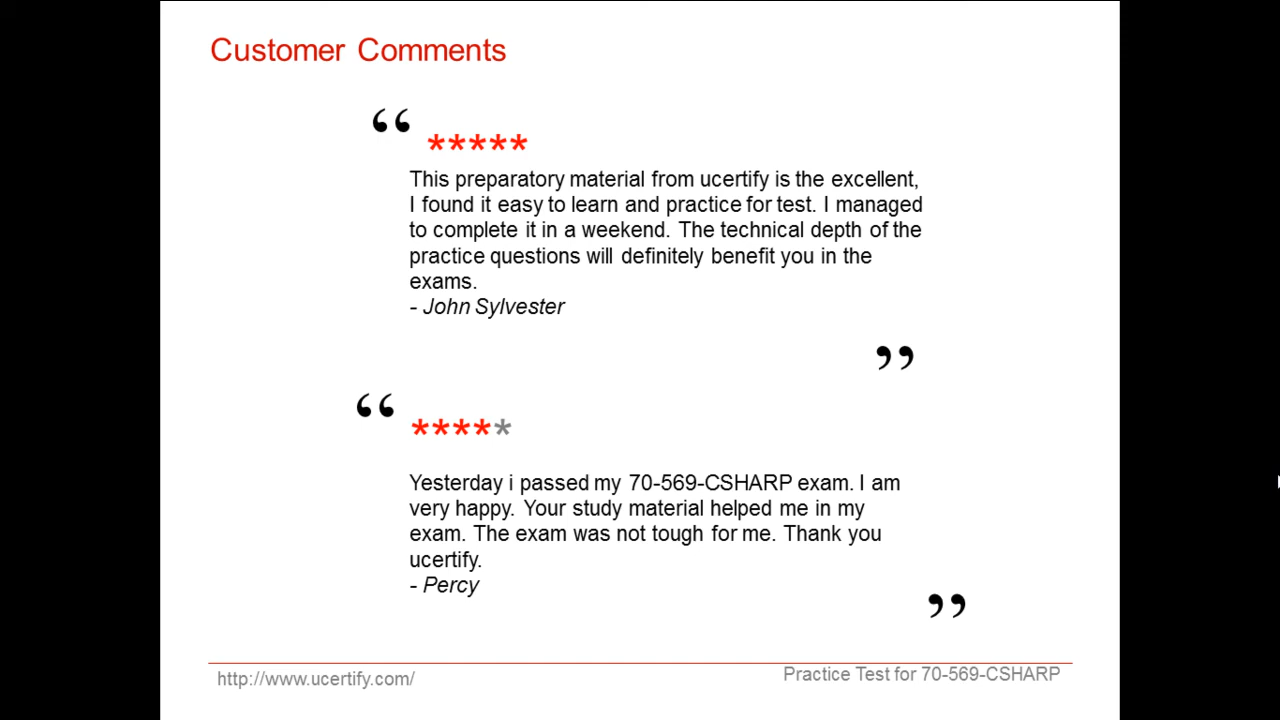 Customer Comments
“
*****
This preparatory material from ucertify is the excellent,
I found it easy to learn and practice for test. I managed
to complete it in a weekend. The technical depth of the
practice questions will definitely benefit you in the
exams.
- John Sylvester
”
“
*****
Yesterday i passed my 70-569-CSHARP exam. I am
very happy. Your study material helped me in my
exam. The exam was not tough for me. Thank you
ucertify.
- Percy
”
http://www.ucertify.com/
Practice Test for 70-569-CSHARP